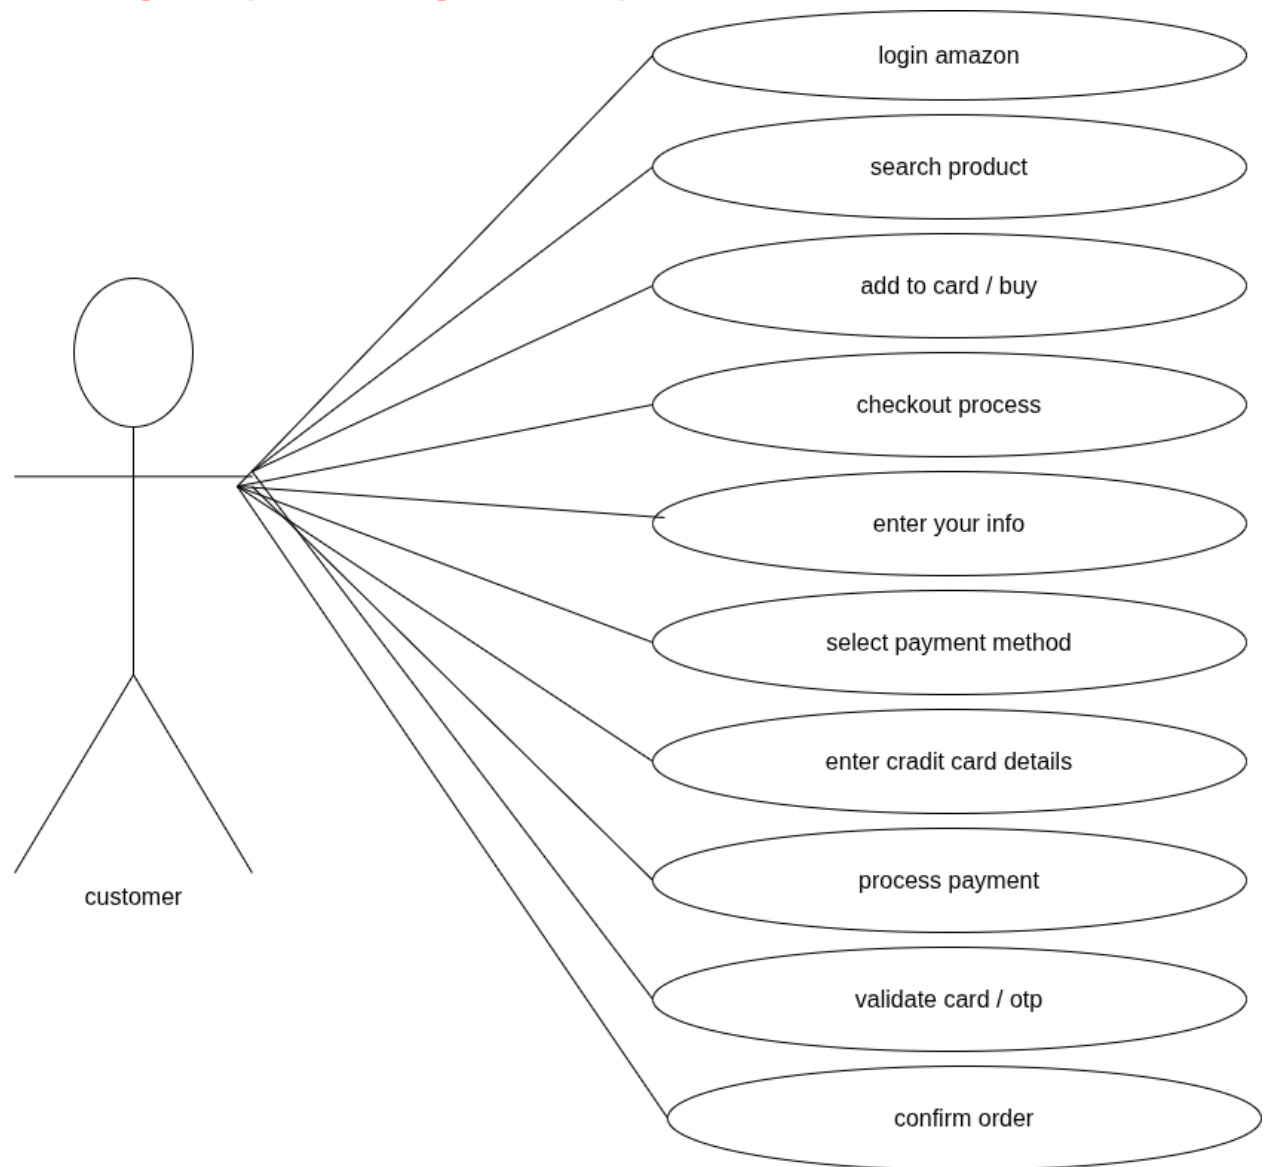 login amazon
search product
add to card / buy
checkout process
enter your info
select payment method
enter cradit card details
process payment
validate card / otp
confirm order
customer